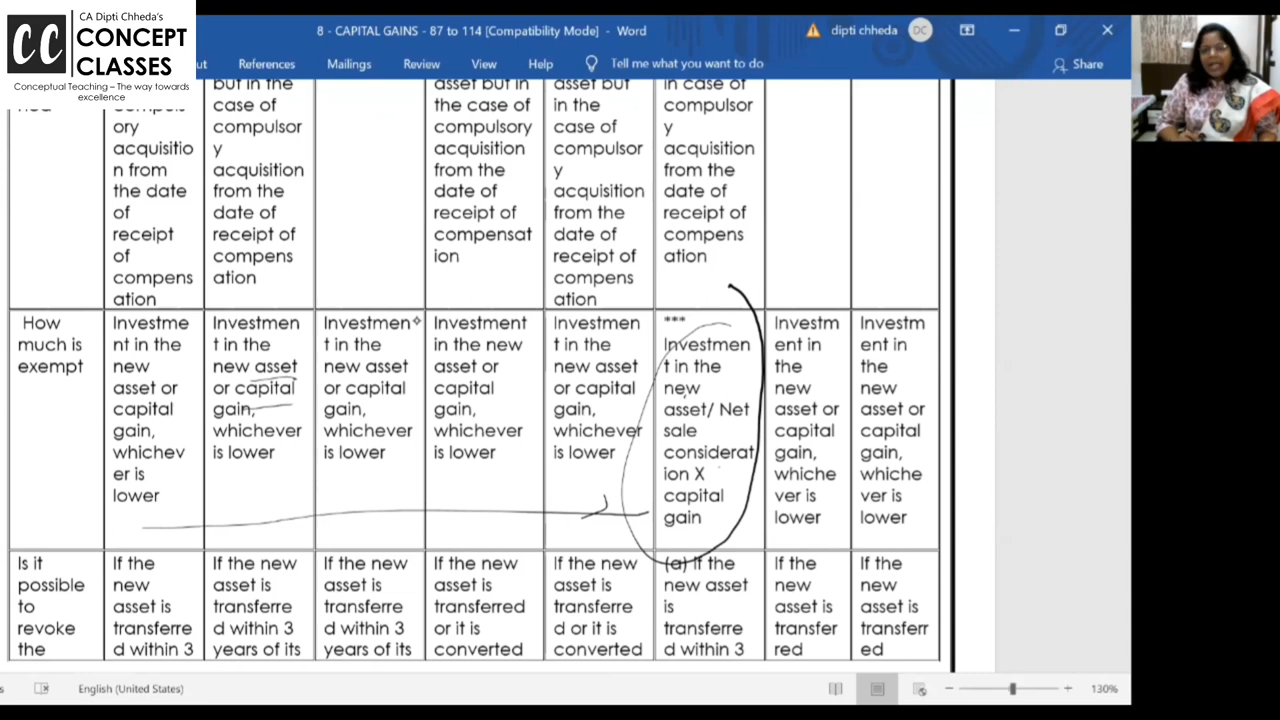 CA Dipti Chheda's
CC CONCEPT
CLASSES
Conceptual Teaching – The way towards
excellence
8 - CAPITAL GAINS - 87 to 114 [Compatibility Mode] - Word
dipti chheda
DC
References
Mailings
Review
View
Help
Tell me what you want to do
Share
ory
acquisitio
n from
the date
of
receipt
of
compens
ation
but in the
case of
compulsor
y
acquisition
from the
date of
receipt of
compens
ation
asset but in
the case of
compulsory
acquisition
from the
date of
receipt of
compensat
ion
asset but
in the
case of
compulsor
y
acquisition
from the
date of
receipt of
compens
ation
in case of
compulsor
y
acquisition
from the
date of
receipt of
compens
ation
How
much is
exempt
Investme
nt in the
new
asset or
capital
gain,
whichev
er is
lower
Investmen
t in the
new asset
or capital
gain,
whichever
is lower
Investmen
t in the
new asset
or capital
gain,
whichever
is lower
Investment
in the new
asset or
capital
gain,
whichever
is lower
Investmen
t in the
new asset
or capital
gain,
whichever
is lower
***
Investmen
t in the
new
asset/ Net
sale
considerat
ion X
capital
gain
Investm
ent in
the
new
asset or
capital
gain,
whiche
ver is
lower
Investm
ent in
the
new
asset or
capital
gain,
whiche
ver is
lower
Is it
possible
to
revoke
the
If the
new
asset is
transferre
d within 3
If the new
asset is
transferre
d within 3
years of its
If the new
asset is
transferre
d within 3
years of its
If the new
asset is
transferred
or it is
converted
If the new
asset is
transferre
d or it is
converted
(a) If the
new asset
is
transferre
d within 3
If the
new
asset is
transfer
red
If the
new
asset is
transferr
ed
English (United States)
130%